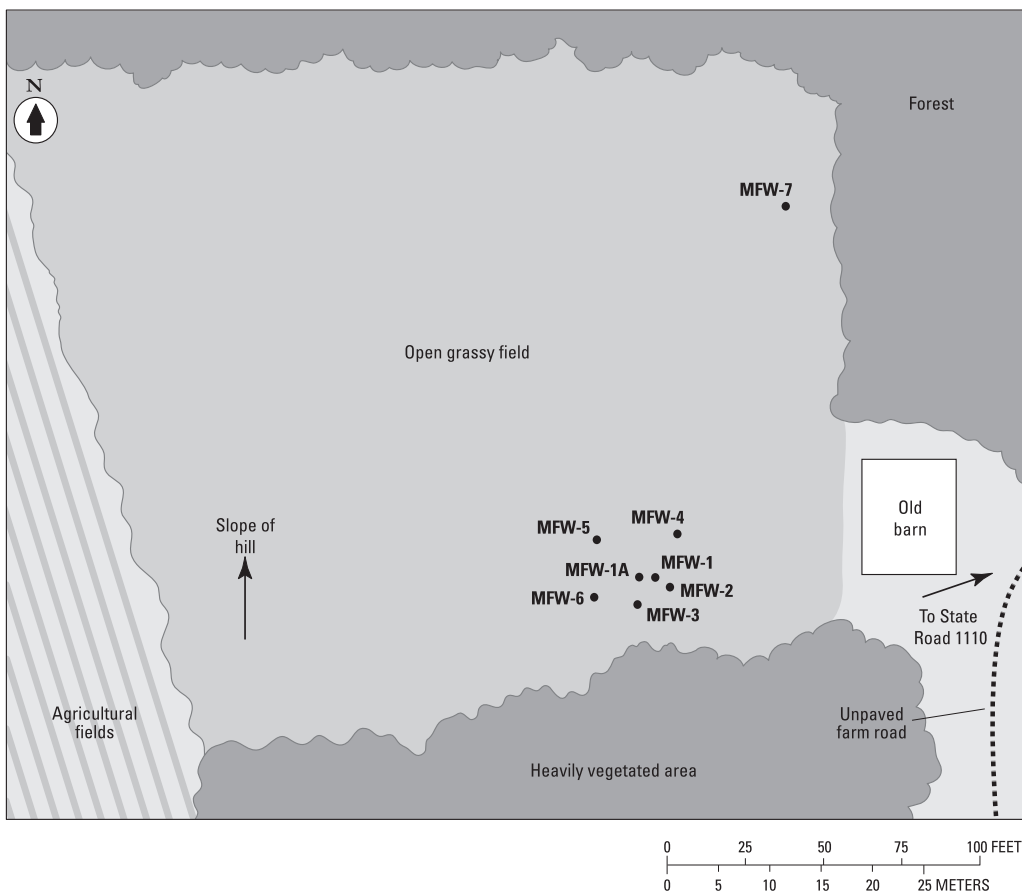 N
Forest
MFW-7
Open grassy field
Slope of
hill
MFW-5
MFW-4
MFW-1A
MFW-1
MFW-2
MFW-6
MFW-3
Old
barn
To State
Road 1110
Agricultural
fields
Unpaved
farm road
Heavily vegetated area
0 25 50 75 100 FEET
0 5 10 15 20 25 METERS